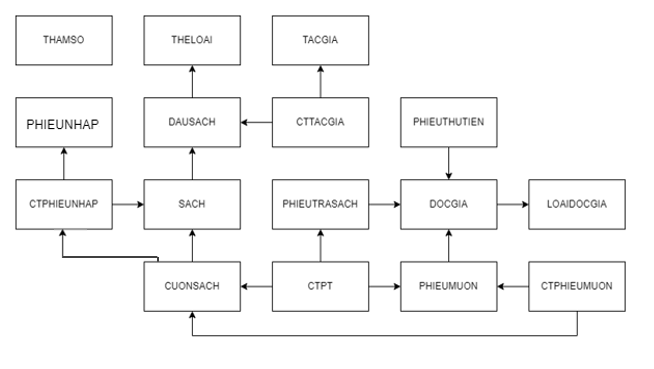 THAMSO
THELOAI
TACGIA
PHIEUNHAP
DAUSACH
CTTACGIA
PHIEUTHUTIEN
CTPHIEUNHAP
SACH
PHIEUTRASACH
DOCGIA
LOAIDOCGIA
CUONSACH
CTPT
PHIEUMUON
CTPHIEUMUON